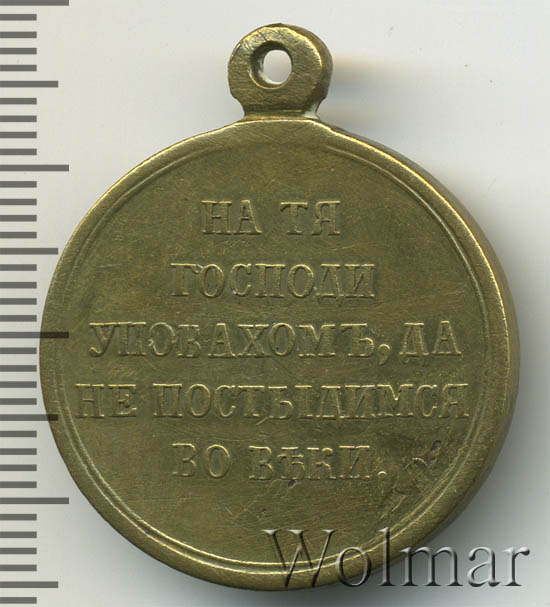 НА ТЯ
ГОСПОДИ
УПОВАХОМЪ, ДА
НЕ ПОСТЫДИМСЯ
ВО ВѢКИ.
Wolmar